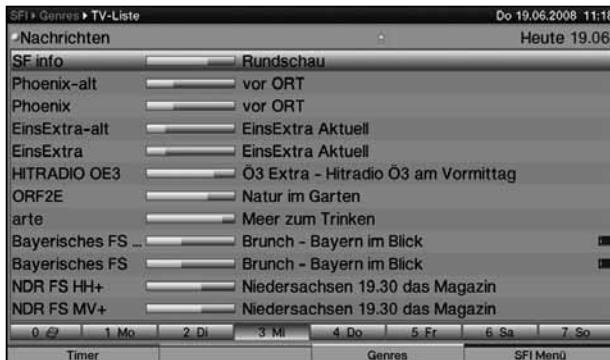 SFI › Genres › TV-Liste Do 19.06.2008 11:18
Nachrichten Heute 19.06
SF info Rundschau
Phoenix-alt vor ORT
Phoenix vor ORT
EinsExtra-alt EinsExtra Aktuell
EinsExtra EinsExtra Aktuell
HITRADIO OE3 Ö3 Extra - Hitradio Ö3 am Vormittag
ORF2E Natur im Garten
arte Meer zum Trinken
Bayerisches FS ... Brunch - Bayern im Blick
Bayerisches FS Brunch - Bayern im Blick
NDR FS HH+ Niedersachsen 19.30 das Magazin
NDR FS MV+ Niedersachsen 19.30 das Magazin
0 1 Mo 2 Di 3 Mi 4 Do 5 Fr 6 Sa 7 So
Timer Genres SFI Menü